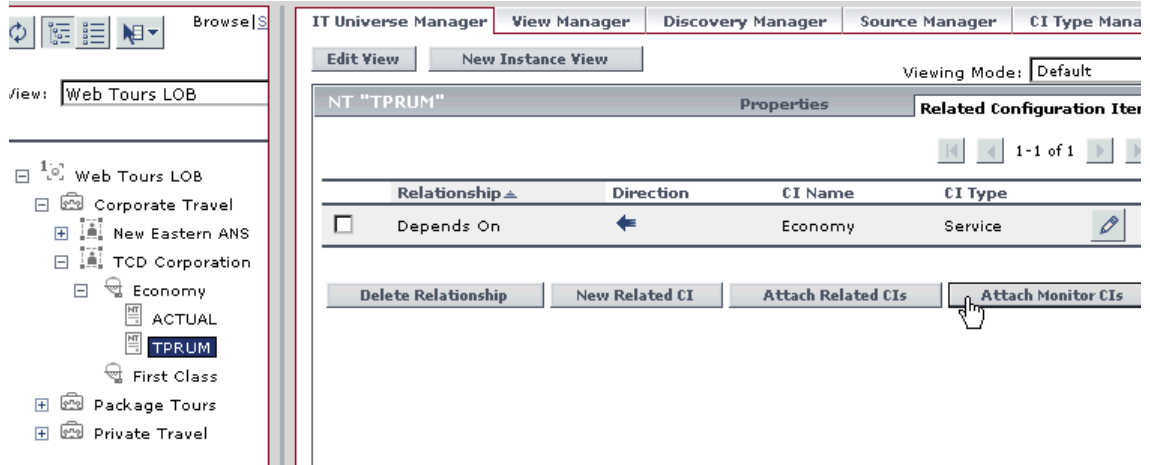 Browse|S
View: Web Tours LOB
1 Web Tours LOB
Corporate Travel
New Eastern ANS
TCD Corporation
Economy
NT ACTUAL
NT TPRUM
First Class
Package Tours
Private Travel
IT Universe Manager View Manager Discovery Manager Source Manager CI Type Mana
Edit View New Instance View
Viewing Mode: Default
NT "TPRUM" Properties Related Configuration Iter
1-1 of 1
Relationship Direction CI Name CI Type
Depends On Economy Service
Delete Relationship New Related CI Attach Related CIs Attach Monitor CIs